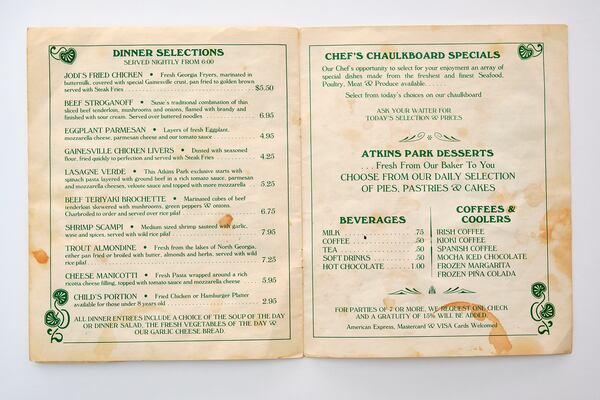 DINNER SELECTIONS
SERVED NIGHTLY FROM 6:00
JODI'S FRIED CHICKEN • Fresh Georgia Fryers, marinated in
buttermilk, covered with special Gainesville crust, pan fried to golden brown
served with Steak Fries . . . $5.50
BEEF STROGANOFF • Susie's traditional combination of thin
sliced beef tenderloin, mushrooms and onions, flamed with brandy and
finished with sour cream. Served over buttered noodles . . . 6.95
EGGPLANT PARMESAN • Layers of fresh Eggplant,
mozzarella cheese, parmesan cheese and our tomato sauce . . . 4.95
GAINESVILLE CHICKEN LIVERS • Dusted with seasoned
flour, fried quickly to perfection and served with Steak Fries . . . 4.25
LASAGNE VERDE • This Atkins Park exclusive starts with
spinach pasta layered with ground beef in a rich tomato sauce, parmesan
and mozzarella cheeses, veloute sauce and topped with more mozzarella . . . 5.25
BEEF TERIYAKI BROCHETTE • Marinated cubes of beef
tenderloin skewered with mushrooms, green peppers & onions.
Charbroiled to order and served over rice pilaf . . . 6.75
SHRIMP SCAMPI • Medium sized shrimp sauteed with garlic,
wine and spices, served with wild rice pilaf . . . 7.95
TROUT ALMONDINE • Fresh from the lakes of North Georgia,
either pan fried or broiled with butter, almonds and herbs, served with wild
rice pilaf . . . 7.25
CHEESE MANICOTTI • Fresh Pasta wrapped around a rich
ricotta cheese filling, topped with tomato sauce and mozzarella cheese . . . 5.95
CHILD'S PORTION • Fried Chicken or Hamburger Platter
available for those under 8 years old . . . 2.95
ALL DINNER ENTREES INCLUDE A CHOICE OF THE SOUP OF THE DAY
OR DINNER SALAD, THE FRESH VEGETABLES OF THE DAY &
OUR GARLIC CHEESE BREAD.
CHEF'S CHAULKBOARD SPECIALS
Our Chef's opportunity to select for your enjoyment an array of
special dishes made from the freshest and finest Seafood,
Poultry, Meat & Produce available. . . . .
Select from today's choices on our chaulkboard
ASK YOUR WAITER FOR
TODAY'S SELECTION & PRICES
ATKINS PARK DESSERTS
. . . Fresh From Our Baker To You
CHOOSE FROM OUR DAILY SELECTION
OF PIES, PASTRIES & CAKES
BEVERAGES
MILK . . . .75
COFFEE . . . .50
TEA . . . .50
SOFT DRINKS . . . .50
HOT CHOCOLATE . . . 1.00
COFFEES &
COOLERS
IRISH COFFEE
KIOKI COFFEE
SPANISH COFFEE
MOCHA ICED CHOCOLATE
FROZEN MARGARITA
FROZEN PIÑA COLADA
FOR PARTIES OF 7 OR MORE, WE REQUEST ONE CHECK
AND A GRATUITY OF 15% WILL BE ADDED
American Express, Mastercard & VISA Cards Welcomed